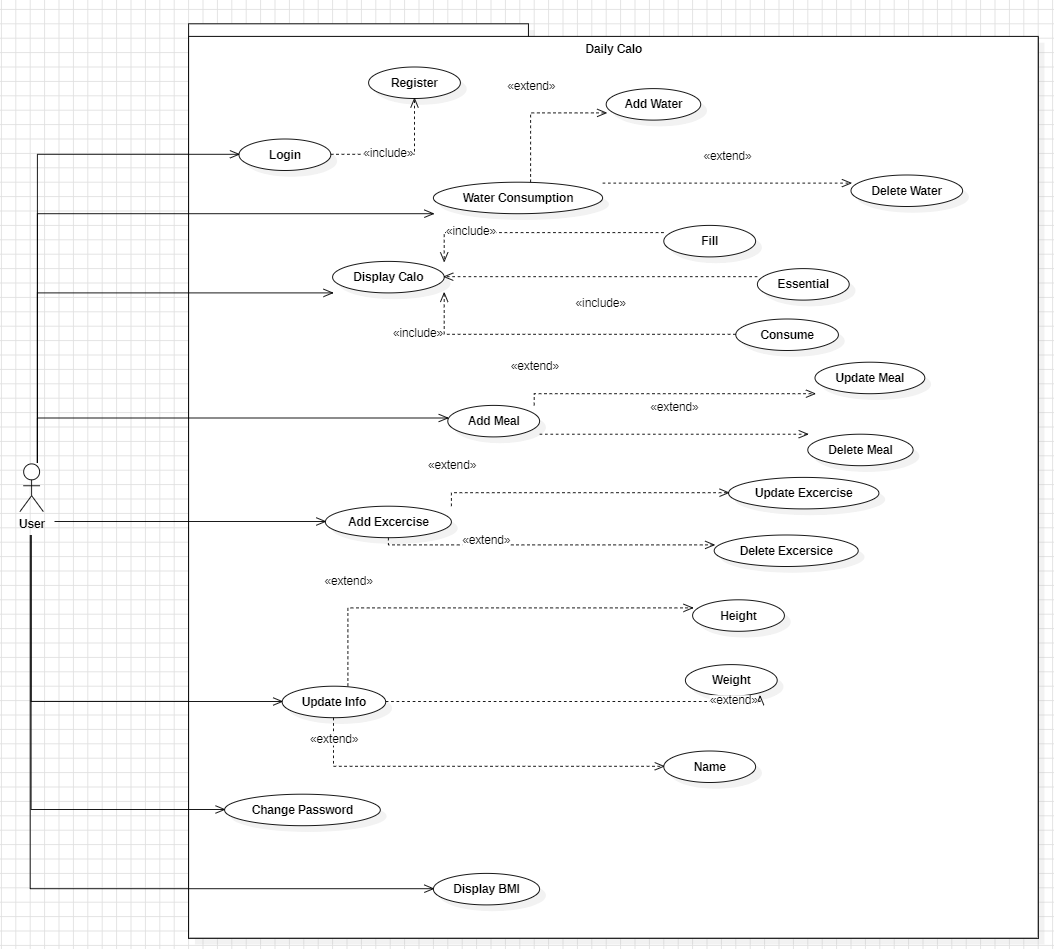 Daily Calo
Register
«extend»
Add Water
Login
«include»
«extend»
Water Consumption
Delete Water
«include»
Fill
Display Calo
Essential
«include»
«include»
Consume
«extend»
Update Meal
«extend»
Add Meal
Delete Meal
«extend»
Update Excercise
User
Add Excercise
«extend»
Delete Excersice
«extend»
Height
Weight
Update Info
«extend»
«extend»
Name
Change Password
Display BMI